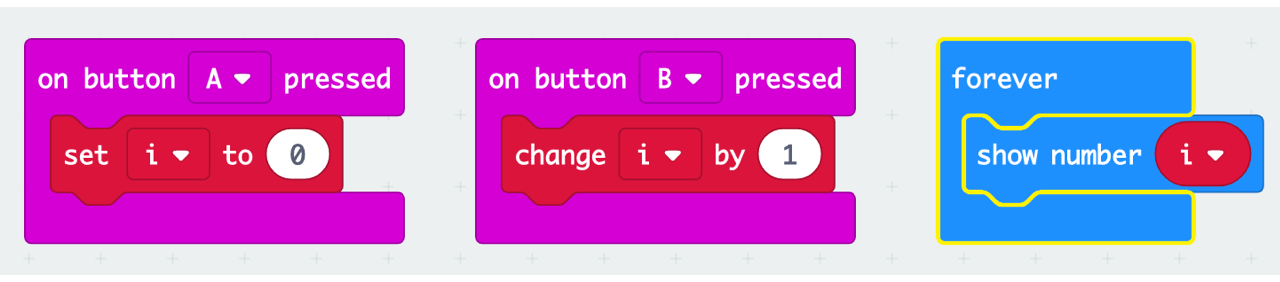 on button A pressed
set i to 0
on button B pressed
change i by 1
forever
show number i